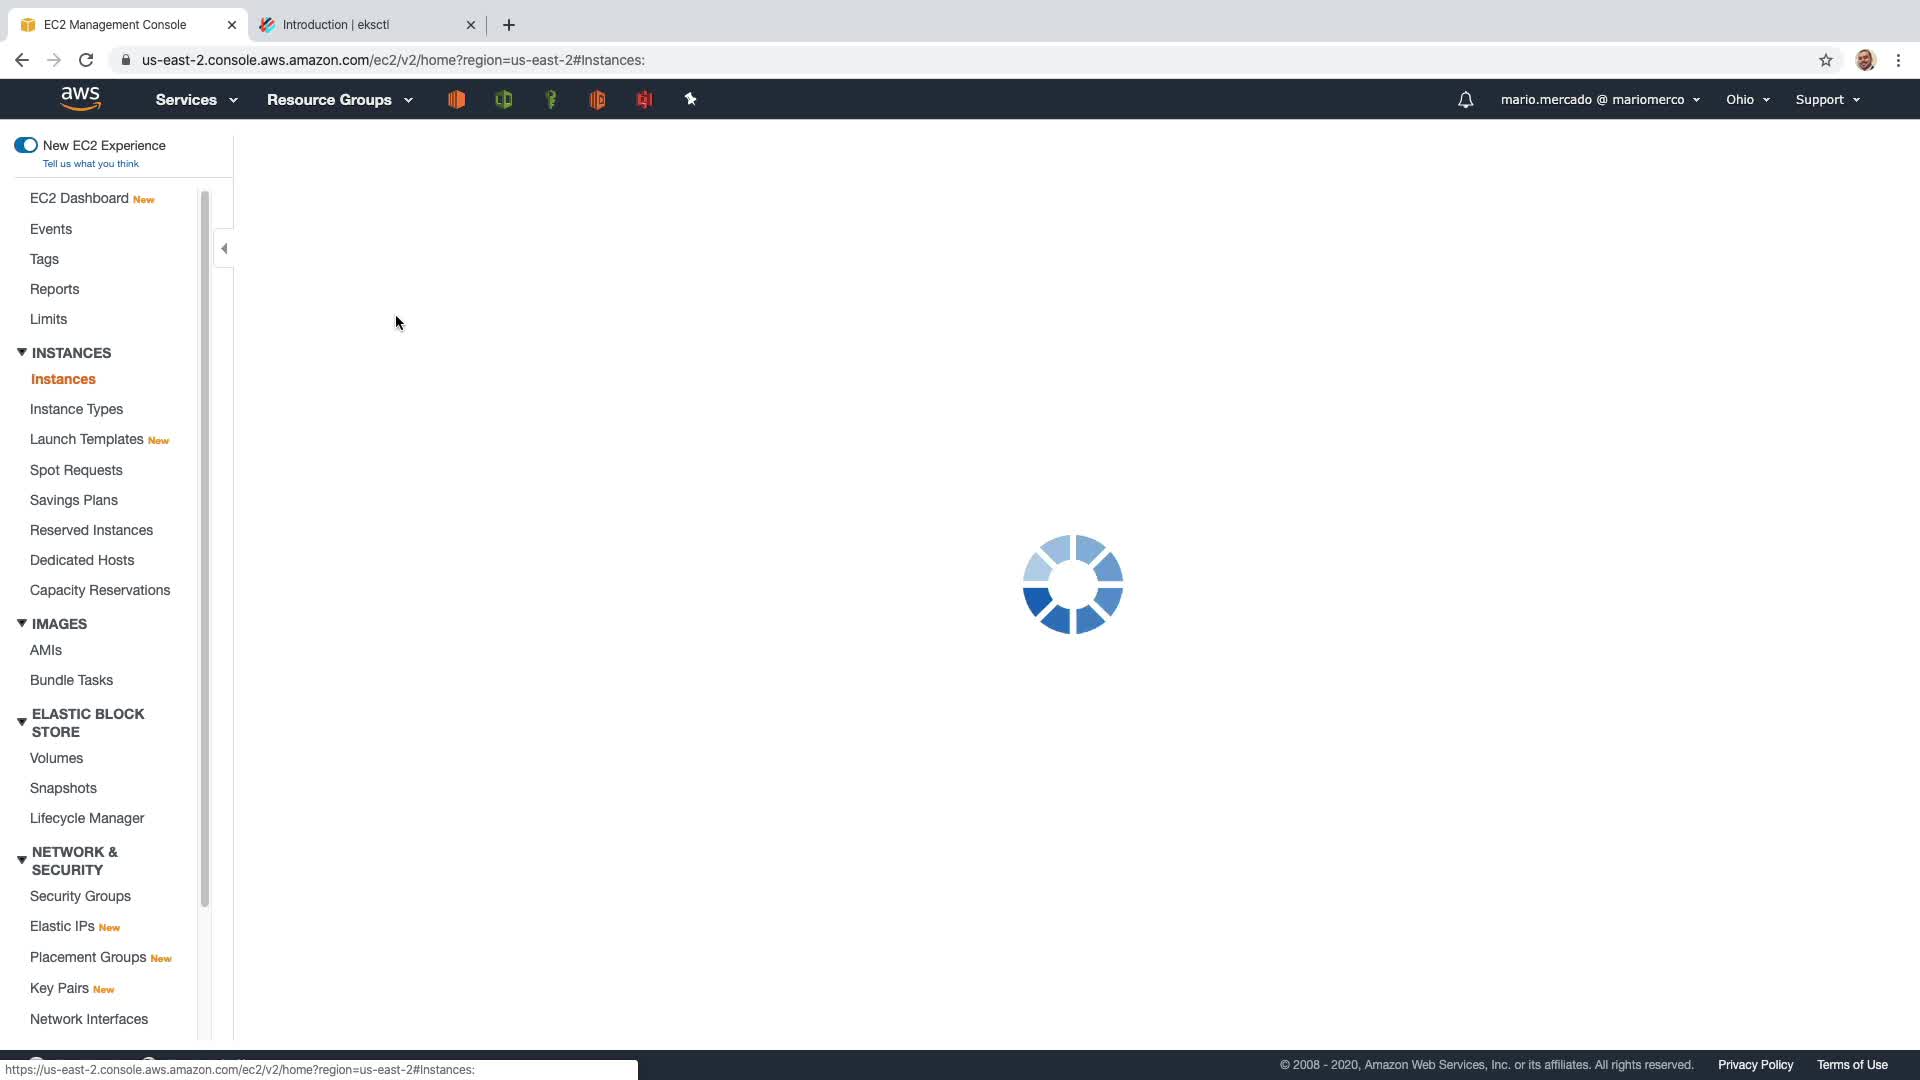 EC2 Management Console
Introduction | eksctl
us-east-2.console.aws.amazon.com/ec2/v2/home?region=us-east-2#Instances:
aws
Services
Resource Groups
mario.mercado @ mariomerco
Ohio
Support
New EC2 Experience
Tell us what you think
EC2 Dashboard New
Events
Tags
Reports
Limits
INSTANCES
Instances
Instance Types
Launch Templates New
Spot Requests
Savings Plans
Reserved Instances
Dedicated Hosts
Capacity Reservations
IMAGES
AMIs
Bundle Tasks
ELASTIC BLOCK
STORE
Volumes
Snapshots
Lifecycle Manager
NETWORK &
SECURITY
Security Groups
Elastic IPs New
Placement Groups New
Key Pairs New
Network Interfaces
© 2008 - 2020, Amazon Web Services, Inc. or its affiliates. All rights reserved.
Privacy Policy
Terms of Use
https://us-east-2.console.aws.amazon.com/ec2/v2/home?region=us-east-2#Instances: